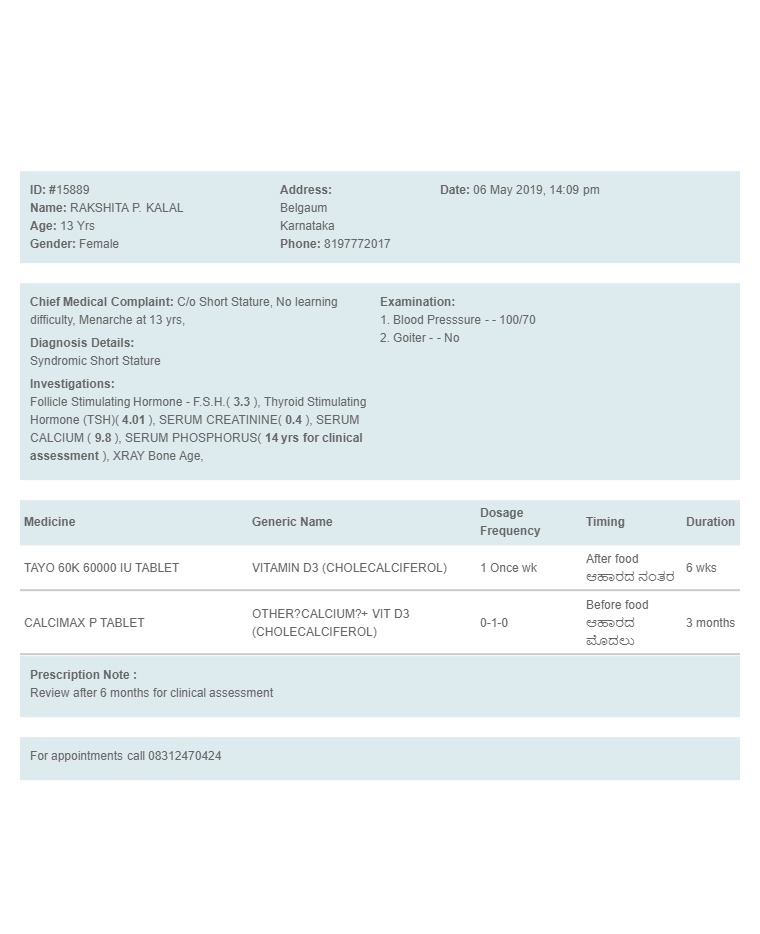 ID: #15889
Name: RAKSHITA P. KALAL
Age: 13 Yrs
Gender: Female
Address:
Belgaum
Karnataka
Phone: 8197772017
Date: 06 May 2019, 14:09 pm
Chief Medical Complaint: C/o Short Stature, No learning
difficulty, Menarche at 13 yrs,
Diagnosis Details:
Syndromic Short Stature
Investigations:
Follicle Stimulating Hormone - F.S.H.( 3.3 ), Thyroid Stimulating
Hormone (TSH)( 4.01 ), SERUM CREATININE( 0.4 ), SERUM
CALCIUM ( 9.8 ), SERUM PHOSPHORUS( 14 yrs for clinical
assessment ), XRAY Bone Age,
Examination:
1. Blood Presssure - - 100/70
2. Goiter - - No
Medicine Generic Name Dosage Frequency Timing Duration
TAYO 60K 60000 IU TABLET VITAMIN D3 (CHOLECALCIFEROL) 1 Once wk After food ಆಹಾರದ ನಂತರ 6 wks
CALCIMAX P TABLET OTHER?CALCIUM?+ VIT D3 (CHOLECALCIFEROL) 0-1-0 Before food ಆಹಾರದ ಮೊದಲು 3 months
Prescription Note :
Review after 6 months for clinical assessment
For appointments call 08312470424